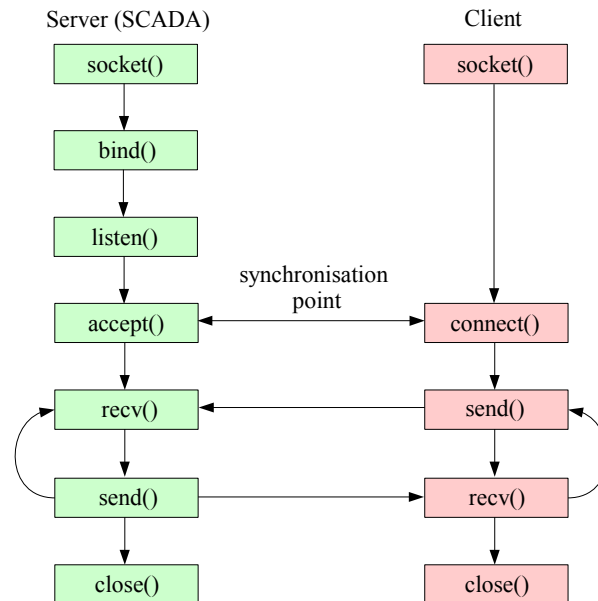 Server (SCADA)
Client
socket()
socket()
bind()
listen()
synchronisation
point
accept()
connect()
recv()
send()
send()
recv()
close()
close()